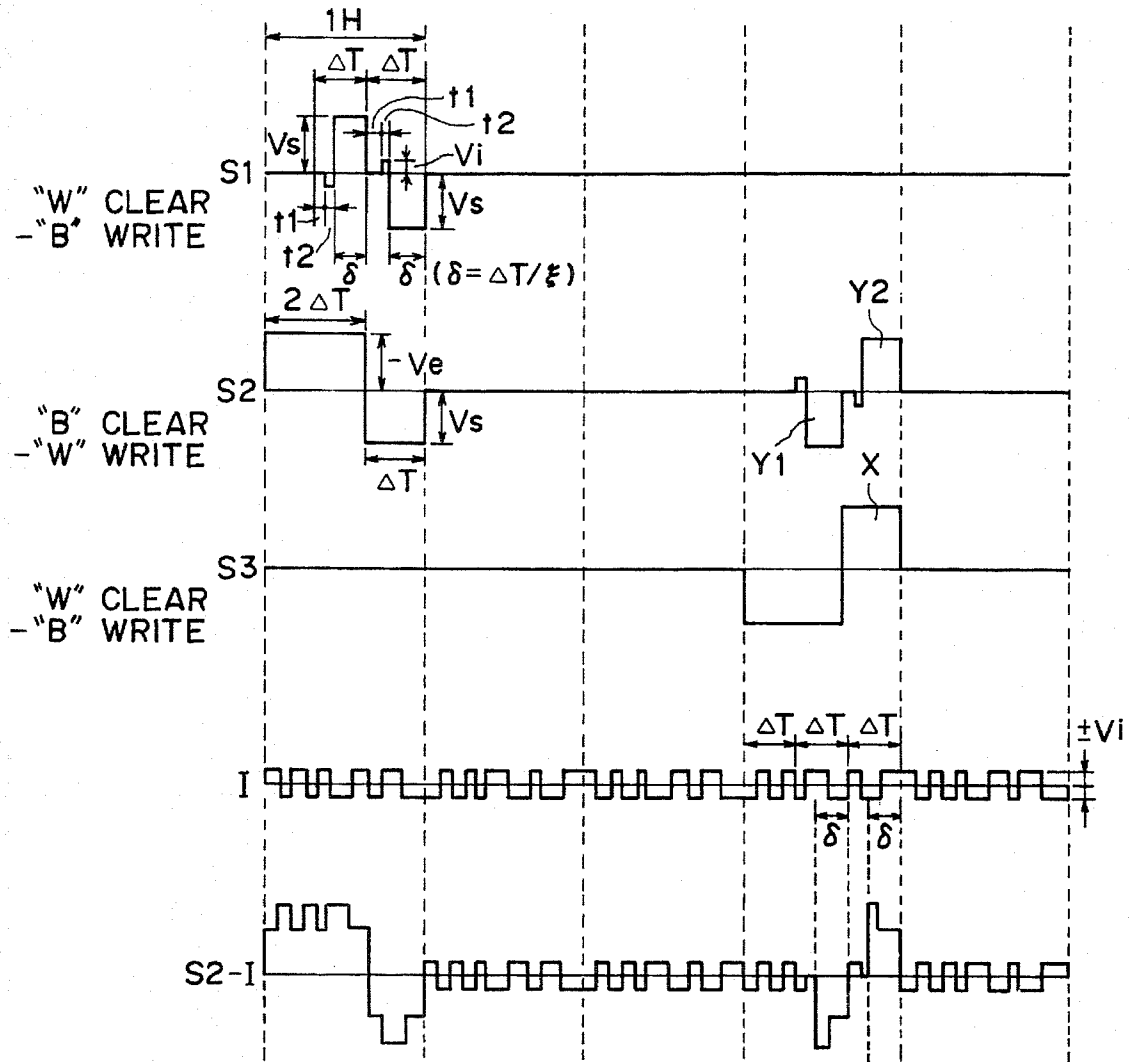 1H
ΔT ΔT
t1
t2
Vs
Vi
S1
"W" CLEAR
-"B" WRITE
Vs
t1
t2
δ δ (δ=ΔT/ξ)
2ΔT
Y2
-Ve
S2
"B" CLEAR
-"W" WRITE
Vs
ΔT
Y1
X
S3
"W" CLEAR
-"B" WRITE
ΔT ΔT ΔT
±Vi
I
δ δ
S2-I